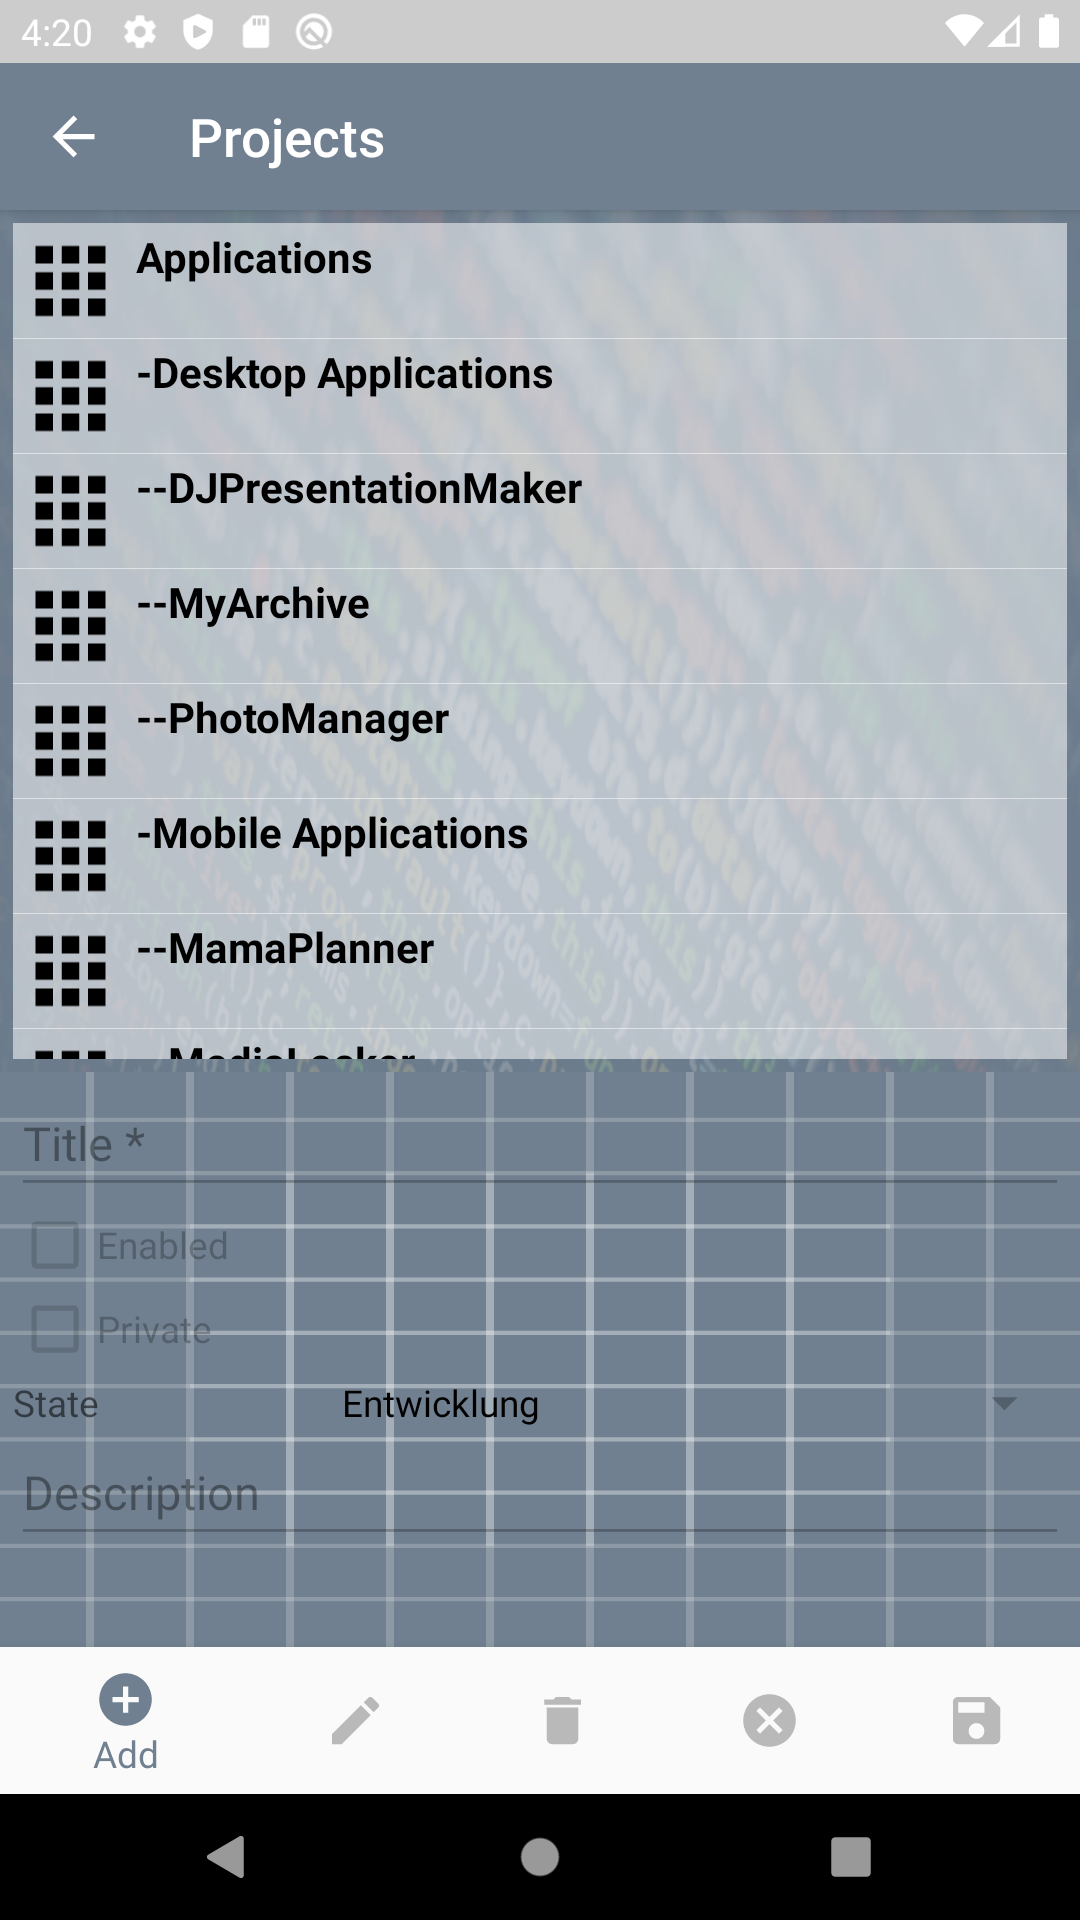 4:20
Projects
Applications
-Desktop Applications
--DJPresentationMaker
--MyArchive
--PhotoManager
-Mobile Applications
--MamaPlanner
--MediaLocker
Title *
Enabled
Private
State Entwicklung
Description
Add